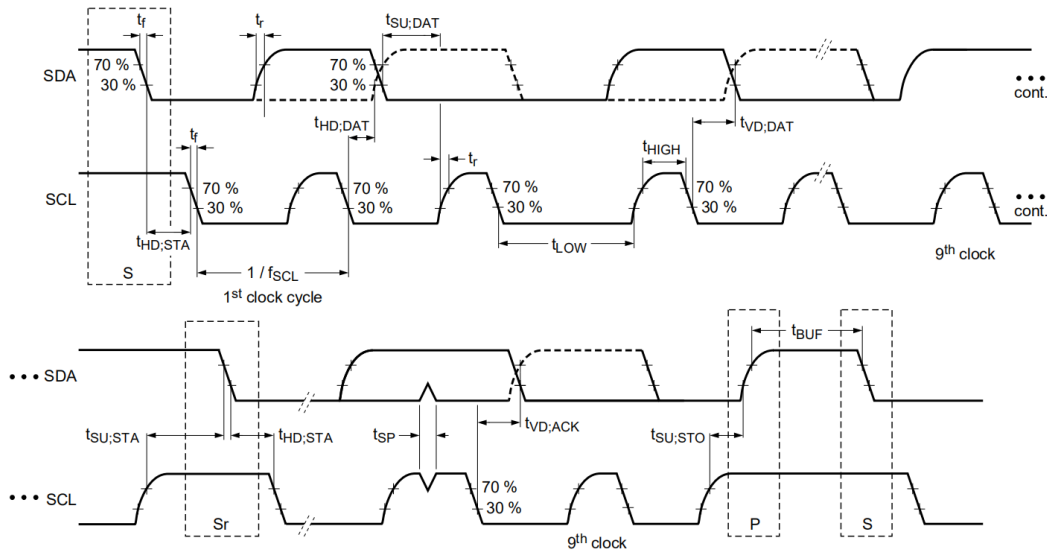 tf tr tSU;DAT
SDA 70 % 30 % 70 % 30 % cont.
tHD;DAT tVD;DAT
tf tr tHIGH
SCL 70 % 30 % 70 % 30 % 70 % 30 % 70 % 30 % cont.
tHD;STA tLOW 9th clock
S 1 / fSCL
1st clock cycle
tBUF
••• SDA
tSU;STA tHD;STA tSP tVD;ACK tSU;STO
••• SCL 70 % 30 %
Sr 9th clock P S